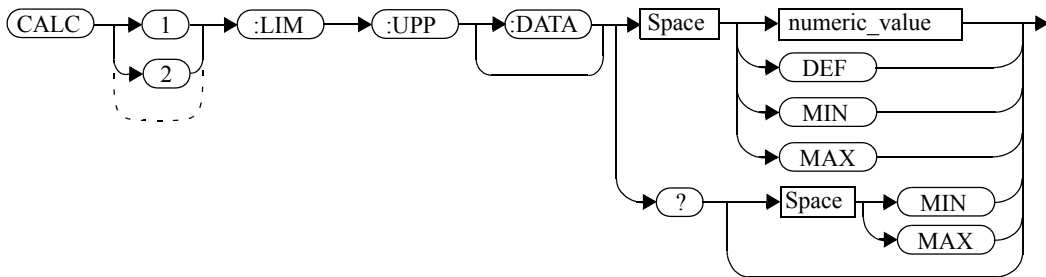 CALC 1 :LIM :UPP :DATA Space numeric_value
2 DEF
MIN
MAX
? Space MIN
MAX